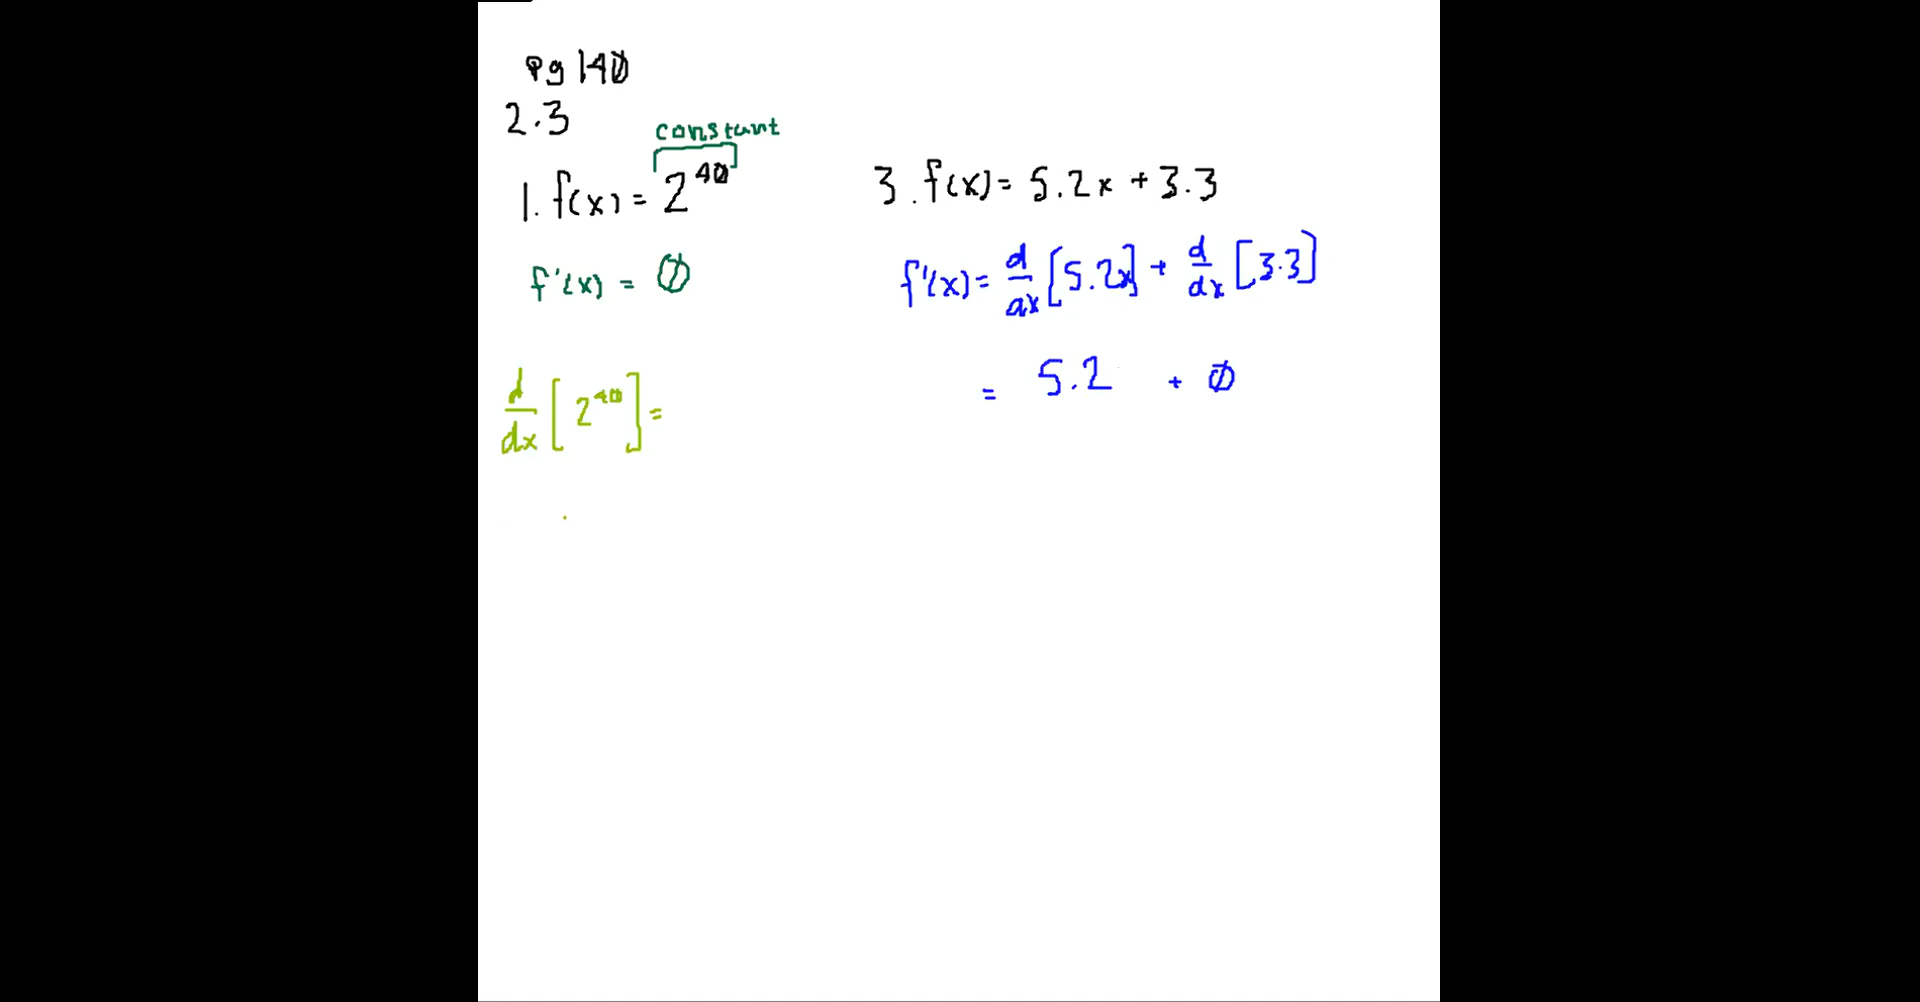 Pg 140
2.3
constant
1. f(x) = 2^40
f'(x) = 0
d/dx [2^40] =
3. f(x) = 5.2x + 3.3
f'(x) = d/dx [5.2x] + d/dx [3.3]
= 5.2 + 0